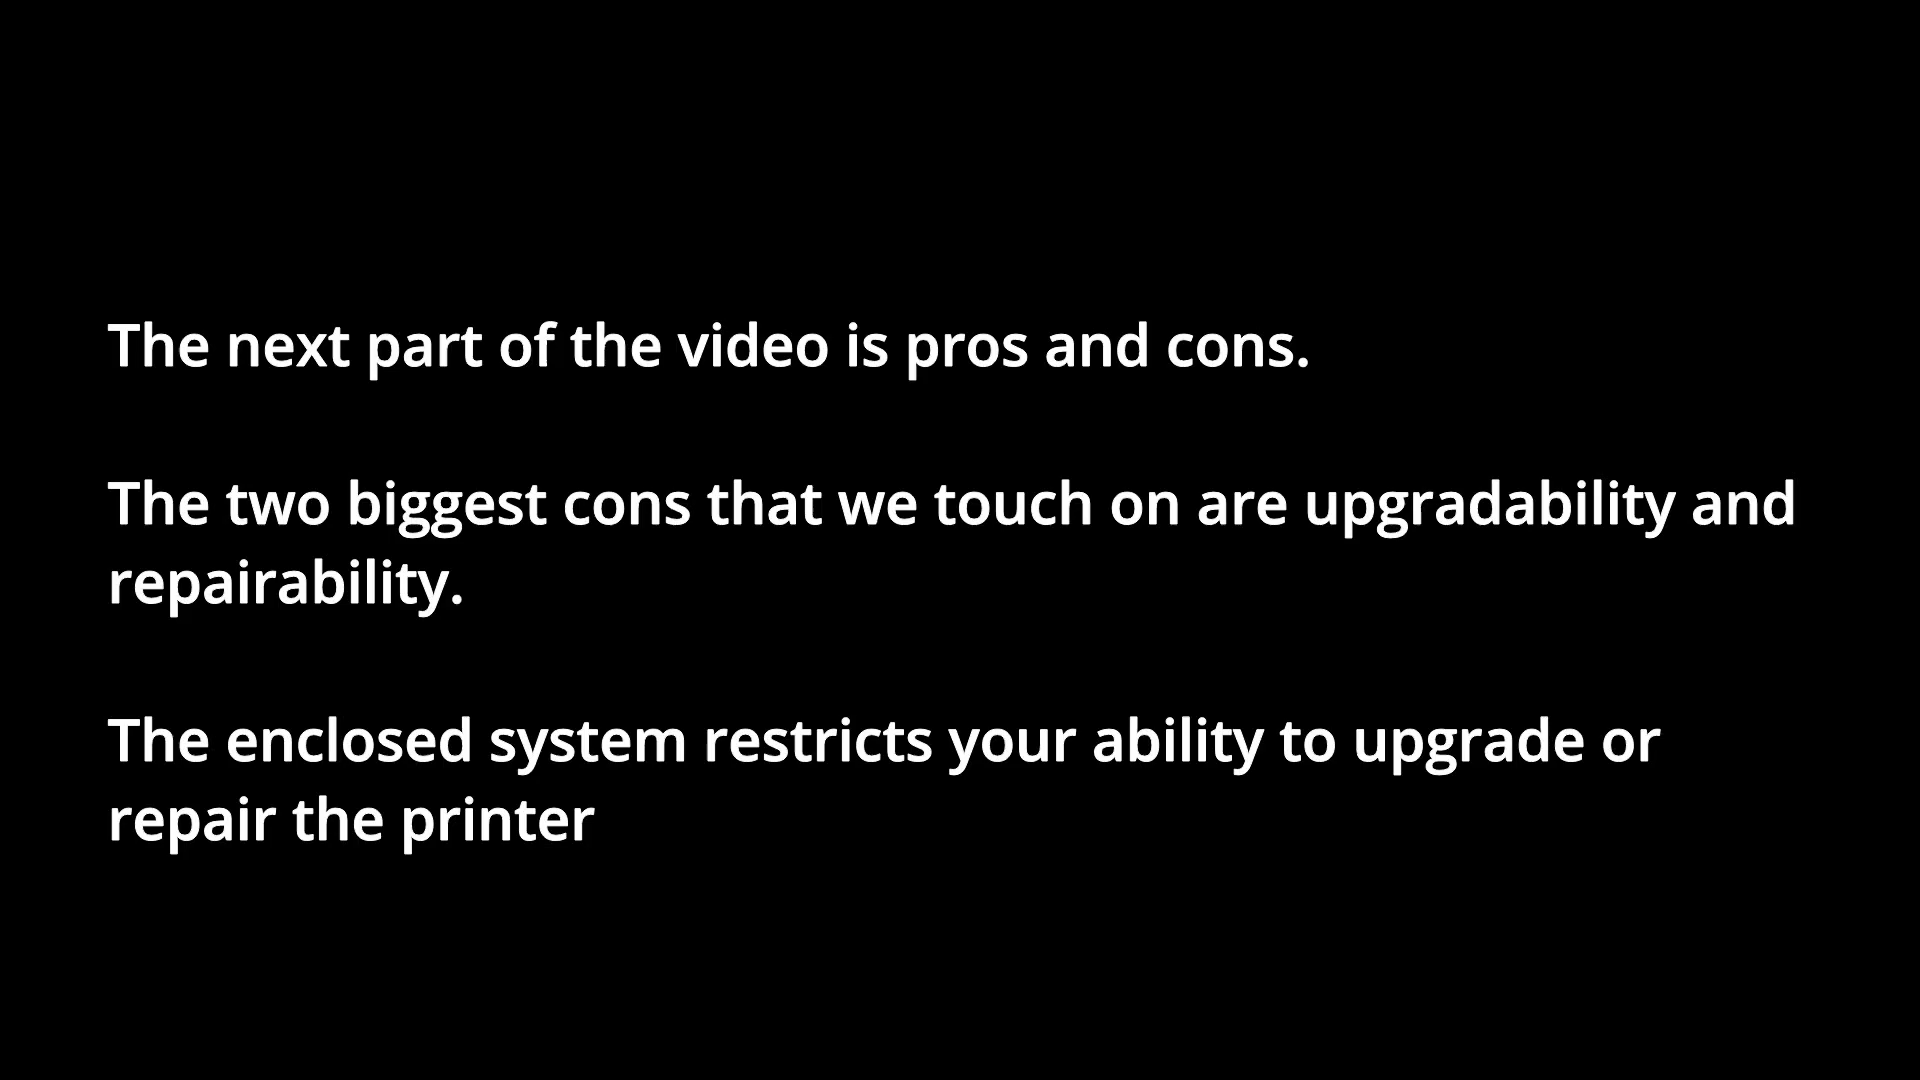 The next part of the video is pros and cons.
The two biggest cons that we touch on are upgradability and
repairability.
The enclosed system restricts your ability to upgrade or
repair the printer